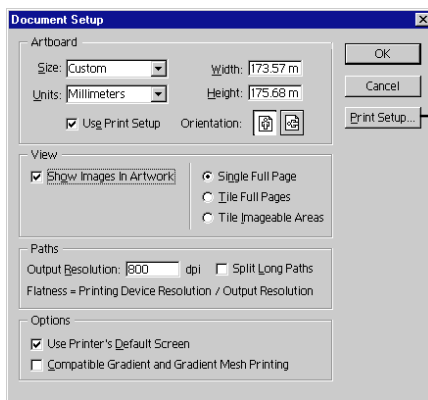 Document Setup
Artboard
Size: Custom Width: 173.57 m OK
Units: Millimeters Height: 175.68 m Cancel
Use Print Setup Orientation: Print Setup...
View
Show Images In Artwork Single Full Page
Tile Full Pages
Tile Imageable Areas
Paths
Output Resolution: 800 dpi Split Long Paths
Flatness = Printing Device Resolution / Output Resolution
Options
Use Printer's Default Screen
Compatible Gradient and Gradient Mesh Printing